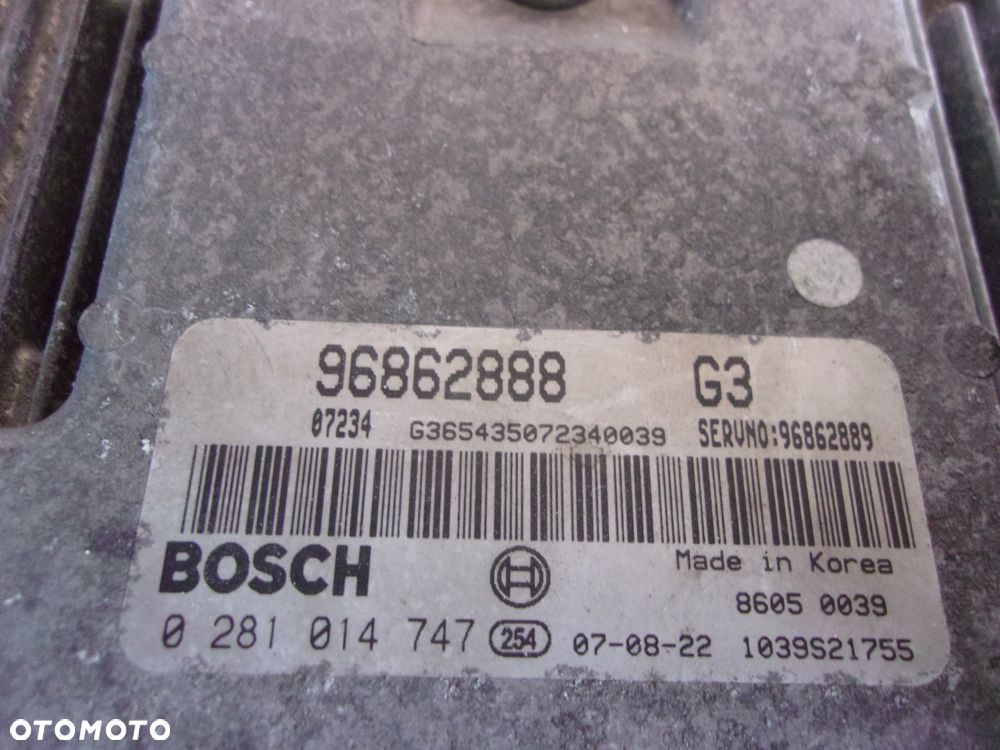 96862888 G3
07234 G365435072340039 SERVNO:96862889
BOSCH Made in Korea
8605 0039
0 281 014 747 254 07-08-22 1039S21755
OTOMOTO